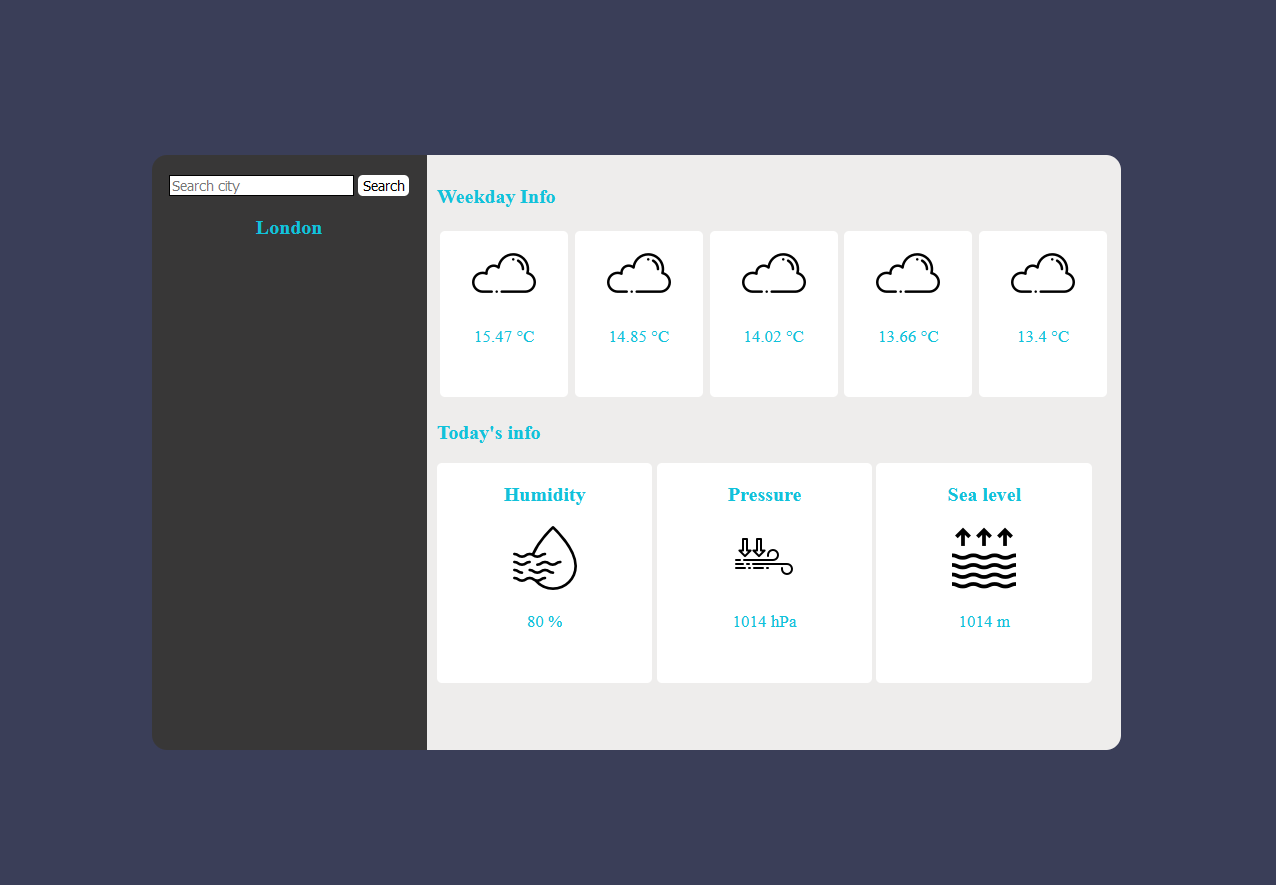 Search city Search
London
Weekday Info
15.47 °C 14.85 °C 14.02 °C 13.66 °C 13.4 °C
Today's info
Humidity Pressure Sea level
80 % 1014 hPa 1014 m